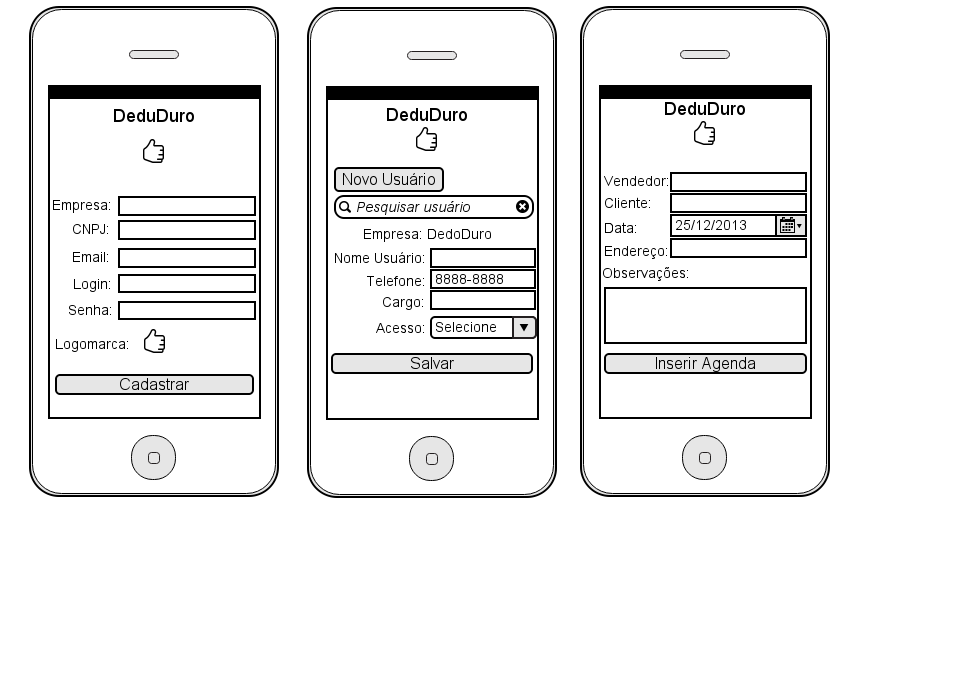 DeduDuro
Empresa:
CNPJ:
Email:
Login:
Senha:
Logomarca:
Cadastrar
DeduDuro
Novo Usuário
Pesquisar usuário
Empresa: DedoDuro
Nome Usuário:
Telefone: 8888-8888
Cargo:
Acesso: Selecione
Salvar
DeduDuro
Vendedor:
Cliente:
Data: 25/12/2013
Endereço:
Observações:
Inserir Agenda